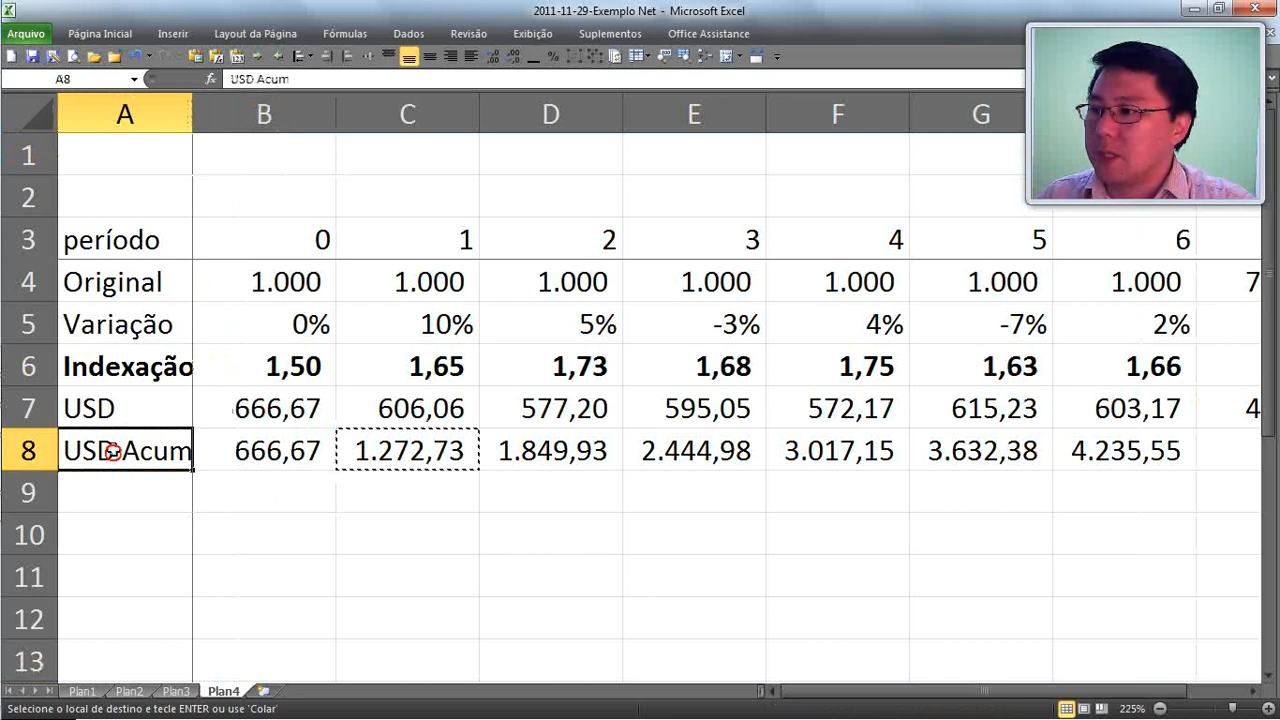 2011-11-29-Exemplo Net - Microsoft Excel
Arquivo Página Inicial Inserir Layout da Página Fórmulas Dados Revisão Exibição Suplementos Office Assistance
A8 fx USD Acum
A B C D E F G
1
2
3 período 0 1 2 3 4 5 6
4 Original 1.000 1.000 1.000 1.000 1.000 1.000 1.000 7
5 Variação 0% 10% 5% -3% 4% -7% 2%
6 Indexação 1,50 1,65 1,73 1,68 1,75 1,63 1,66
7 USD 666,67 606,06 577,20 595,05 572,17 615,23 603,17 4
8 USD Acum 666,67 1.272,73 1.849,93 2.444,98 3.017,15 3.632,38 4.235,55
9
10
11
12
13
Plan1 Plan2 Plan3 Plan4
Selecione o local de destino e tecle ENTER ou use 'Colar' 225%